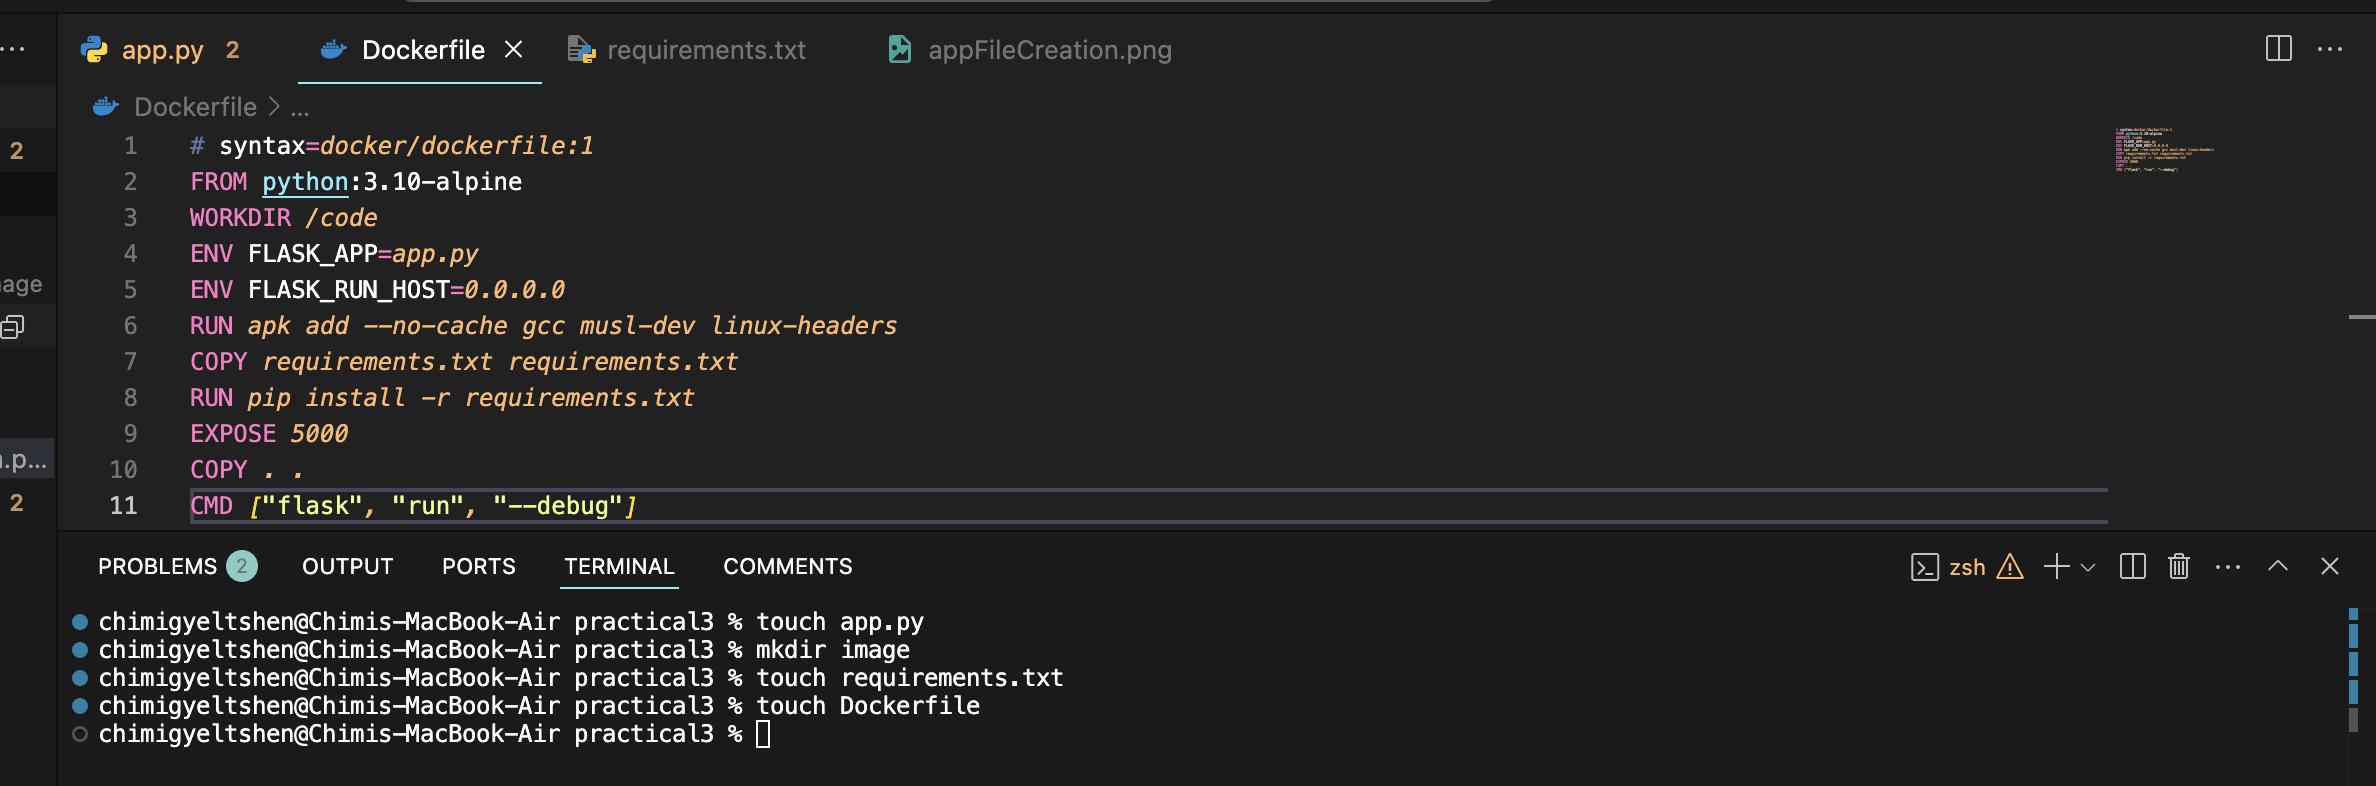 app.py 2 Dockerfile requirements.txt appFileCreation.png
Dockerfile > ...
2
age
.p...
2
1 # syntax=docker/dockerfile:1
2 FROM python:3.10-alpine
3 WORKDIR /code
4 ENV FLASK_APP=app.py
5 ENV FLASK_RUN_HOST=0.0.0.0
6 RUN apk add --no-cache gcc musl-dev linux-headers
7 COPY requirements.txt requirements.txt
8 RUN pip install -r requirements.txt
9 EXPOSE 5000
10 COPY . .
11 CMD ["flask", "run", "--debug"]
PROBLEMS 2 OUTPUT PORTS TERMINAL COMMENTS zsh
chimigyeltshen@Chimis-MacBook-Air practical3 % touch app.py
chimigyeltshen@Chimis-MacBook-Air practical3 % mkdir image
chimigyeltshen@Chimis-MacBook-Air practical3 % touch requirements.txt
chimigyeltshen@Chimis-MacBook-Air practical3 % touch Dockerfile
chimigyeltshen@Chimis-MacBook-Air practical3 %